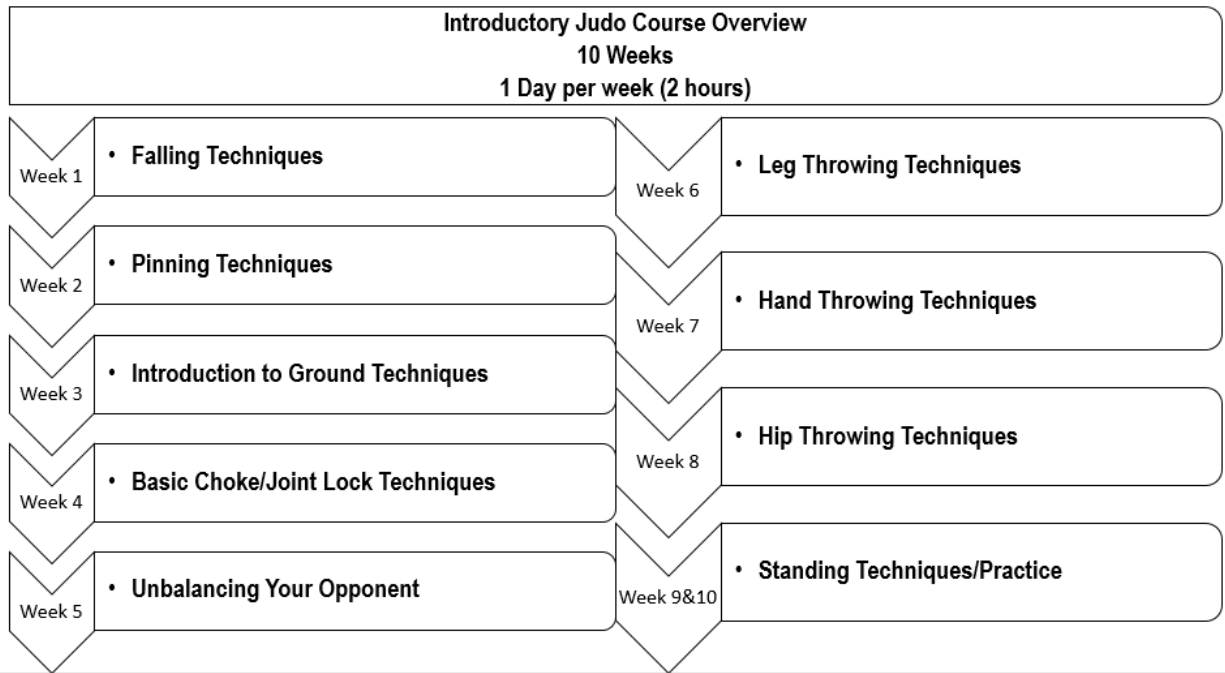 Introductory Judo Course Overview
10 Weeks
1 Day per week (2 hours)
Week 1
• Falling Techniques
Week 2
• Pinning Techniques
Week 3
• Introduction to Ground Techniques
Week 4
• Basic Choke/Joint Lock Techniques
Week 5
• Unbalancing Your Opponent
Week 6
• Leg Throwing Techniques
Week 7
• Hand Throwing Techniques
Week 8
• Hip Throwing Techniques
Week 9&10
• Standing Techniques/Practice